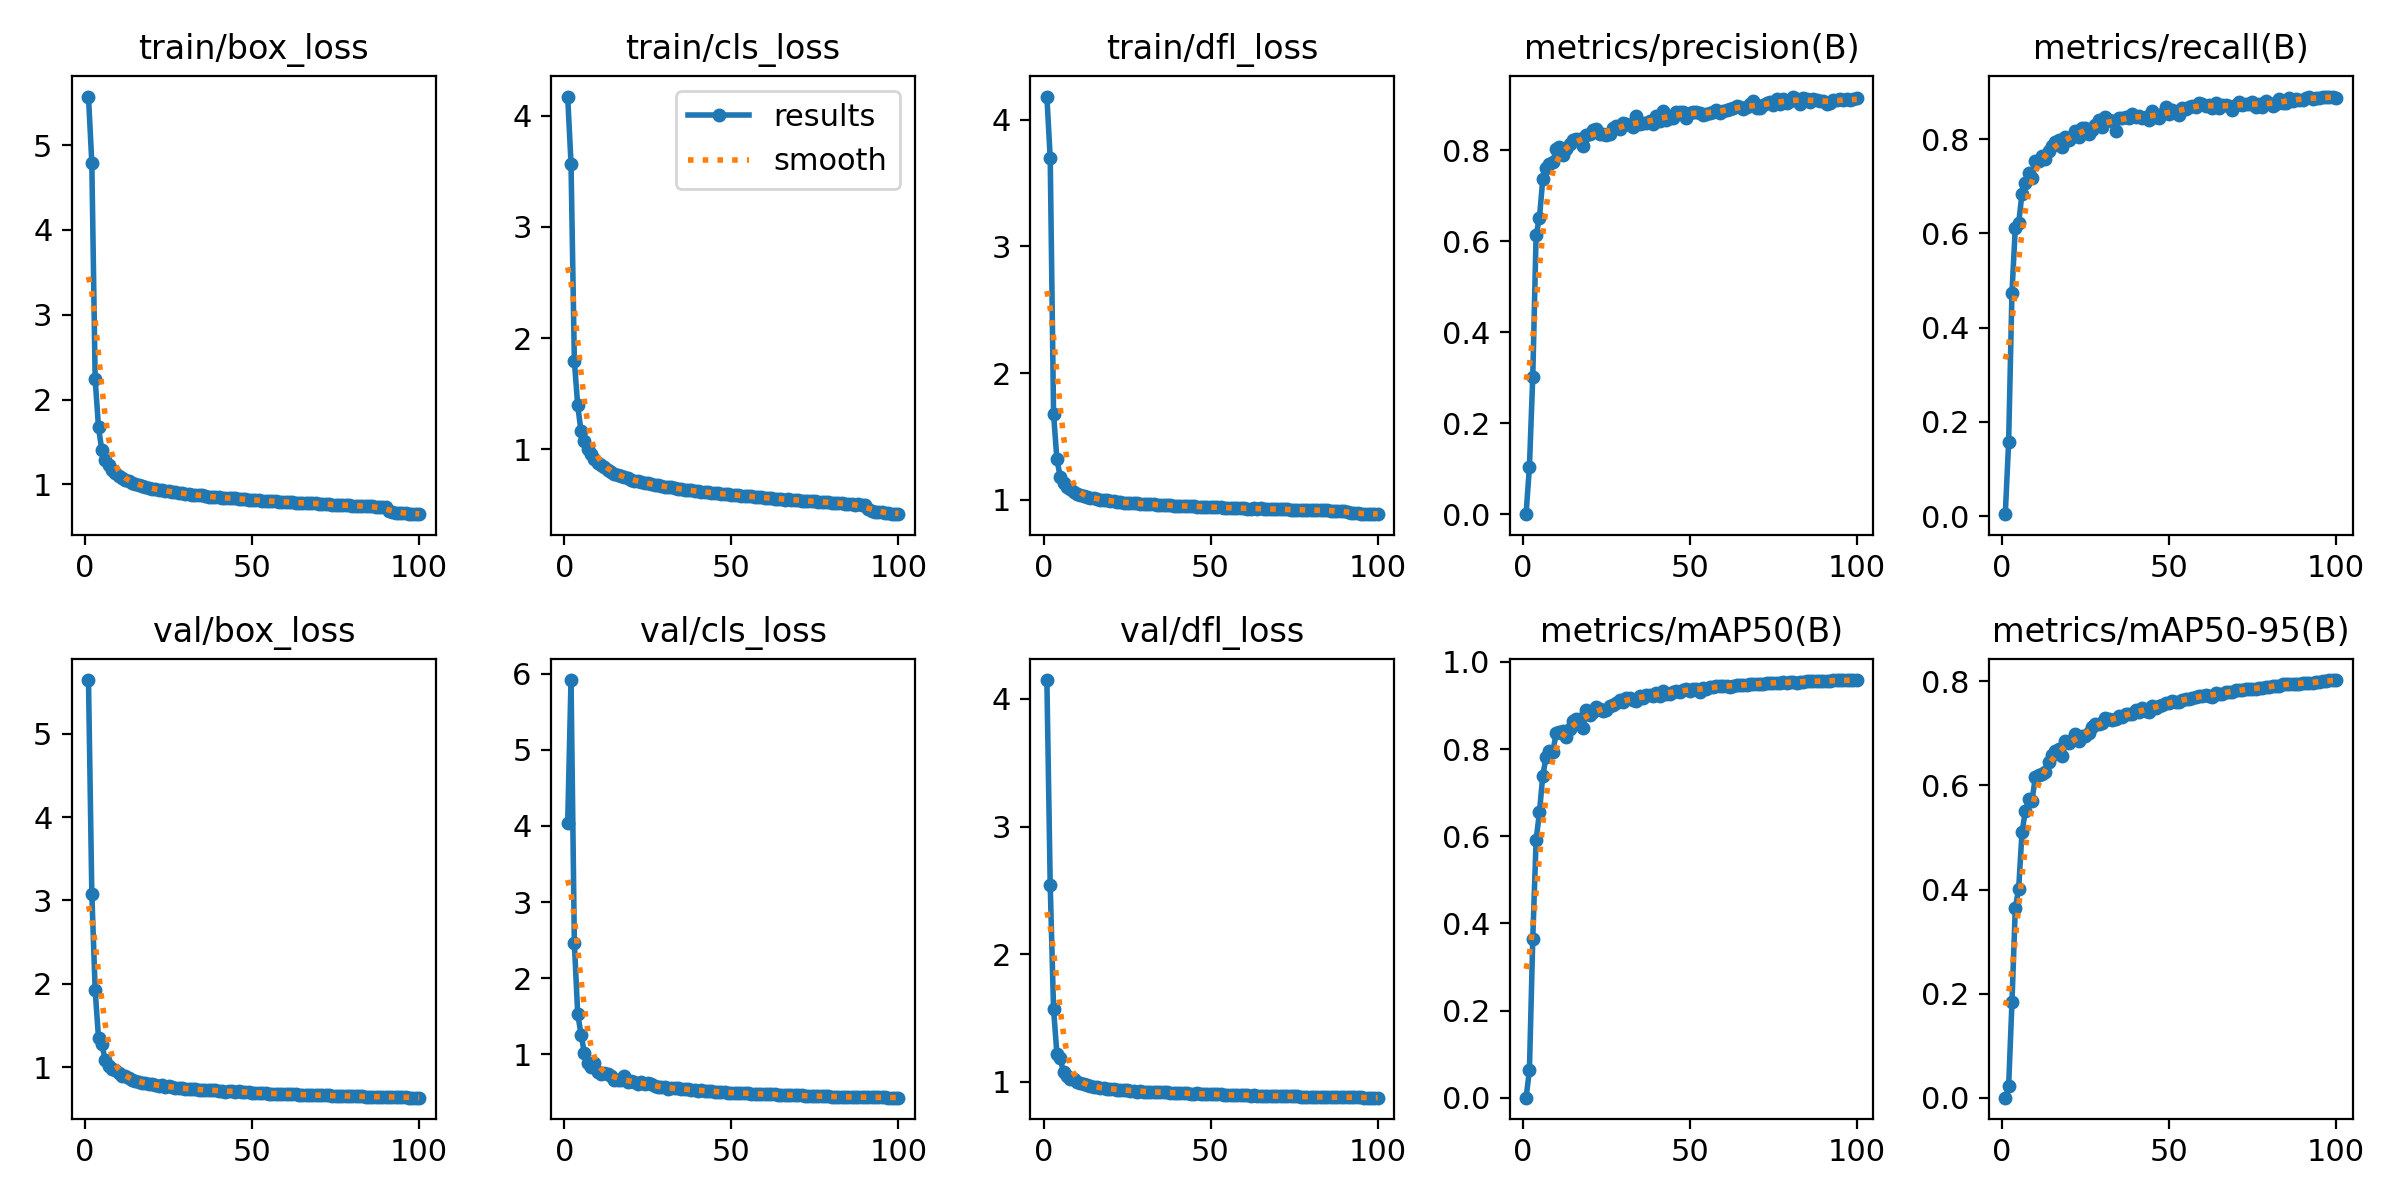 train/box_loss
train/cls_loss
train/dfl_loss
metrics/precision(B)
metrics/recall(B)
results
smooth
5
4
3
2
1
0 50 100
4
3
2
1
0 50 100
4
3
2
1
0 50 100
0.8
0.6
0.4
0.2
0.0
0 50 100
0.8
0.6
0.4
0.2
0.0
0 50 100
val/box_loss
val/cls_loss
val/dfl_loss
metrics/mAP50(B)
metrics/mAP50-95(B)
5
4
3
2
1
0 50 100
6
5
4
3
2
1
0 50 100
4
3
2
1
0 50 100
1.0
0.8
0.6
0.4
0.2
0.0
0 50 100
0.8
0.6
0.4
0.2
0.0
0 50 100